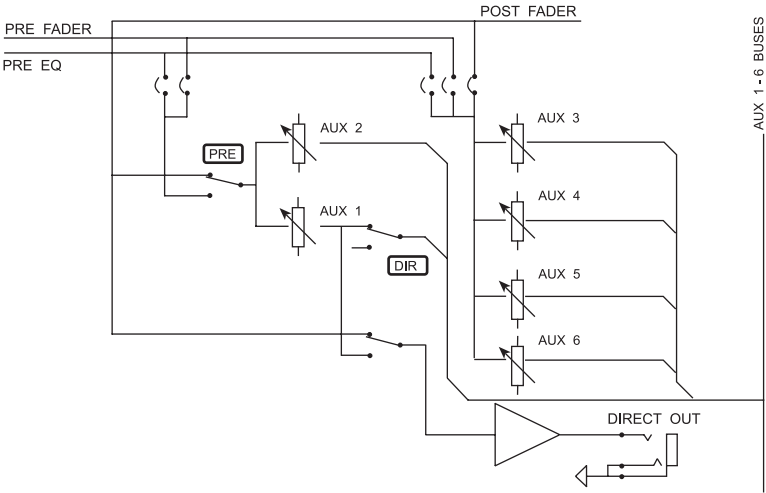 POST FADER
PRE FADER
PRE EQ
AUX 1 - 6 BUSES
AUX 2
AUX 3
PRE
AUX 1
AUX 4
DIR
AUX 5
AUX 6
DIRECT OUT